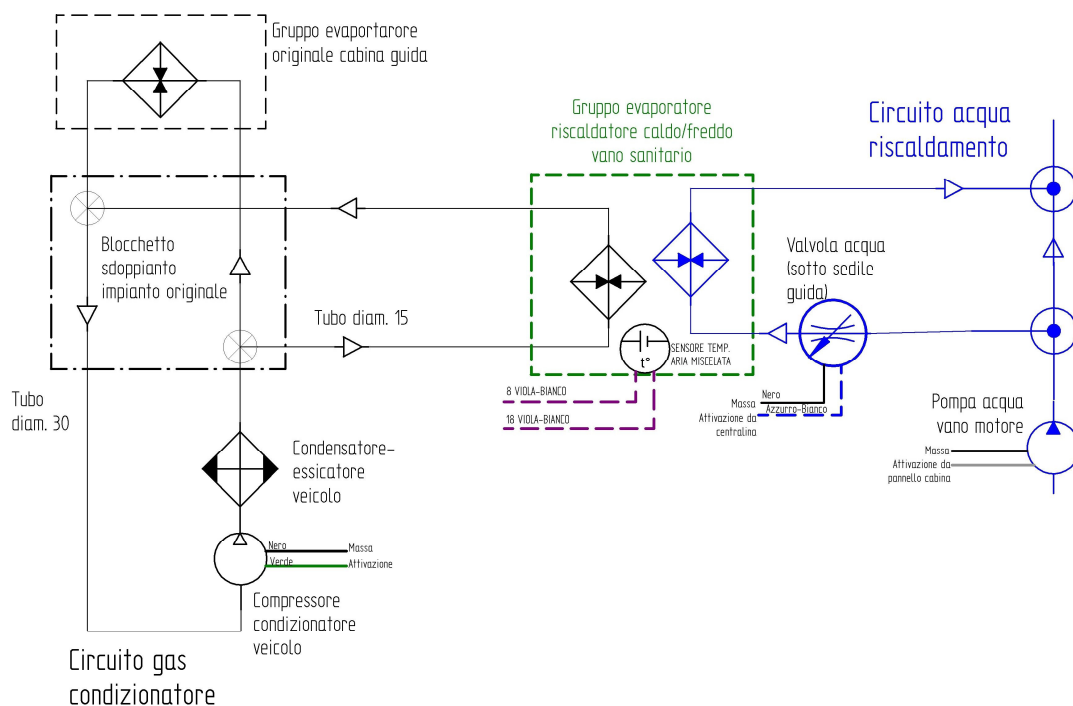 Gruppo evaportarore
originale cabina guida
Gruppo evaporatore
riscaldatore caldo/freddo
vano sanitario
Circuito acqua
riscaldamento
Blocchetto
sdoppianto
impianto originale
Valvola acqua
(sotto sedile
guida)
Tubo diam. 15
SENSORE TEMP.
ARIA MISCELATA
t°
8 VIOLA-BIANCO
18 VIOLA-BIANCO
Nero
Massa
Azzurro-Bianco
Attivazione da
centralina
Tubo
diam. 30
Pompa acqua
vano motore
Massa
Attivazione da
pannello cabina
Condensatore-
essicatore
veicolo
Nero
Massa
Verde
Attivazione
Compressore
condizionatore
veicolo
Circuito gas
condizionatore